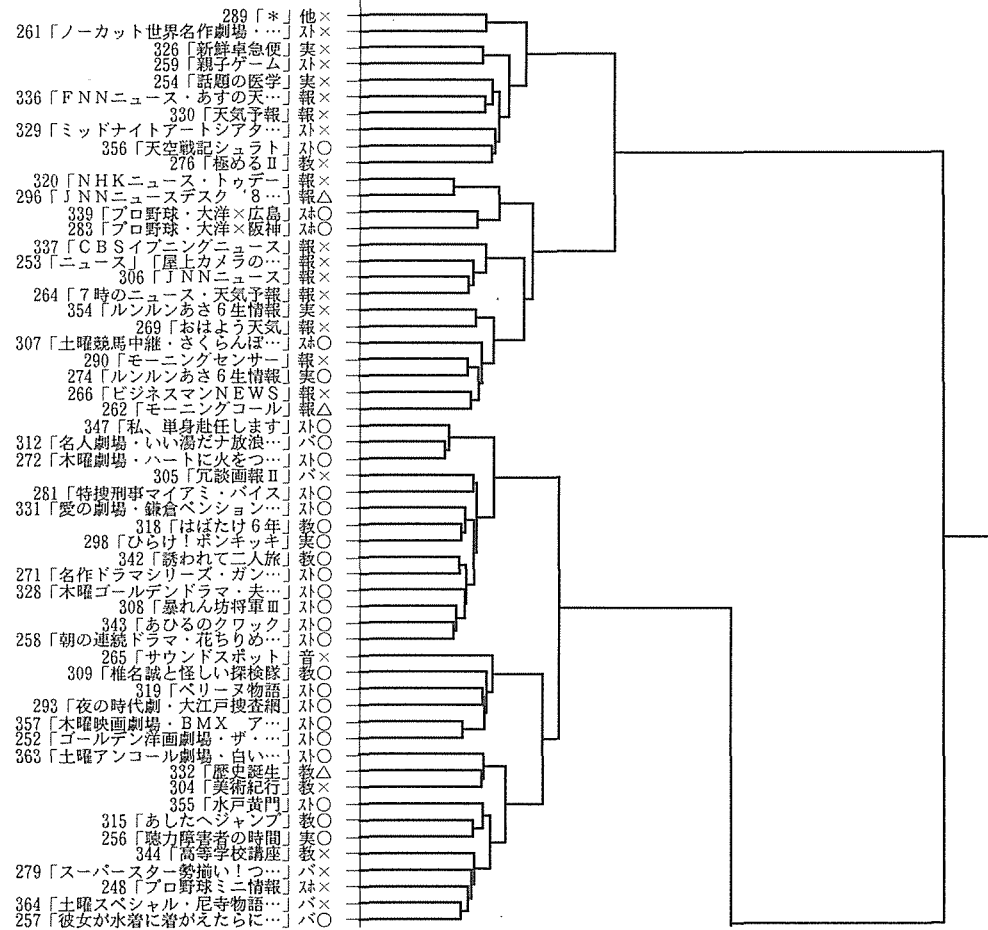 289「＊」他×
261「ノーカット世界名作劇場・…」ｽﾄ×
326「新鮮卓急便」実×
259「親子ゲーム」ｽﾄ×
254「話題の医学」実×
336「ＦＮＮニュース・あすの天…」報×
330「天気予報」報×
329「ミッドナイトアートシアタ…」ｽﾄ×
356「天空戦記シュラト」ｽﾄ○
276「極めるⅡ」教×
320「ＮＨＫニュース・トゥデー」報×
296「ＪＮＮニュースデスク ’８…」報△
339「プロ野球・大洋×広島」ｽﾎ○
283「プロ野球・大洋×阪神」ｽﾎ○
337「ＣＢＳイブニングニュース」報×
253「ニュース」「屋上カメラの…」報×
306「ＪＮＮニュース」報×
264「７時のニュース・天気予報」報×
354「ルンルンあさ６生情報」実×
269「おはよう天気」報×
307「土曜競馬中継・さくらんぼ…」ｽﾎ○
290「モーニングセンサー」報×
274「ルンルンあさ６生情報」実○
266「ビジネスマンＮＥＷＳ」報×
262「モーニングコール」報△
347「私、単身赴任します」ｽﾄ○
312「名人劇場・いい湯だナ放浪…」バ○
272「木曜劇場・ハートに火をつ…」ｽﾄ○
305「冗談画報Ⅱ」バ×
281「特捜刑事マイアミ・バイス」ｽﾄ○
331「愛の劇場・鎌倉ペンション…」ｽﾄ○
318「はばたけ６年」教○
298「ひらけ！ポンキッキ」実○
342「誘われて二人旅」教○
271「名作ドラマシリーズ・ガン…」ｽﾄ○
328「木曜ゴールデンドラマ・夫…」ｽﾄ○
308「暴れん坊将軍Ⅲ」ｽﾄ○
343「あひるのクワック」ｽﾄ○
258「朝の連続ドラマ・花ちりめ…」ｽﾄ○
265「サウンドスポット」音×
309「椎名誠と怪しい探検隊」教○
319「ベリーヌ物語」ｽﾄ○
293「夜の時代劇・大江戸捜査網」ｽﾄ○
357「木曜映画劇場・ＢＭＸ　ア…」ｽﾄ○
252「ゴールデン洋画劇場・ザ・…」ｽﾄ○
363「土曜アンコール劇場・白い…」ｽﾄ○
332「歴史誕生」教△
304「美術紀行」教×
355「水戸黄門」ｽﾄ○
315「あしたへジャンプ」教○
256「聴力障害者の時間」実○
344「高等学校講座」教×
279「スーパースター勢揃い！つ…」バ×
248「プロ野球ミニ情報」ｽﾎ×
364「土曜スペシャル・尼寺物語…」バ×
257「彼女が水着に着がえたらに…」バ○